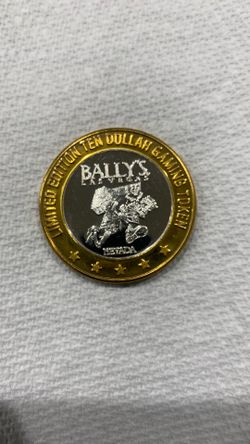 LIMITED EDITION TEN DOLLAR GAMING TOKEN
BALLY'S
LAS VEGAS
NEVADA